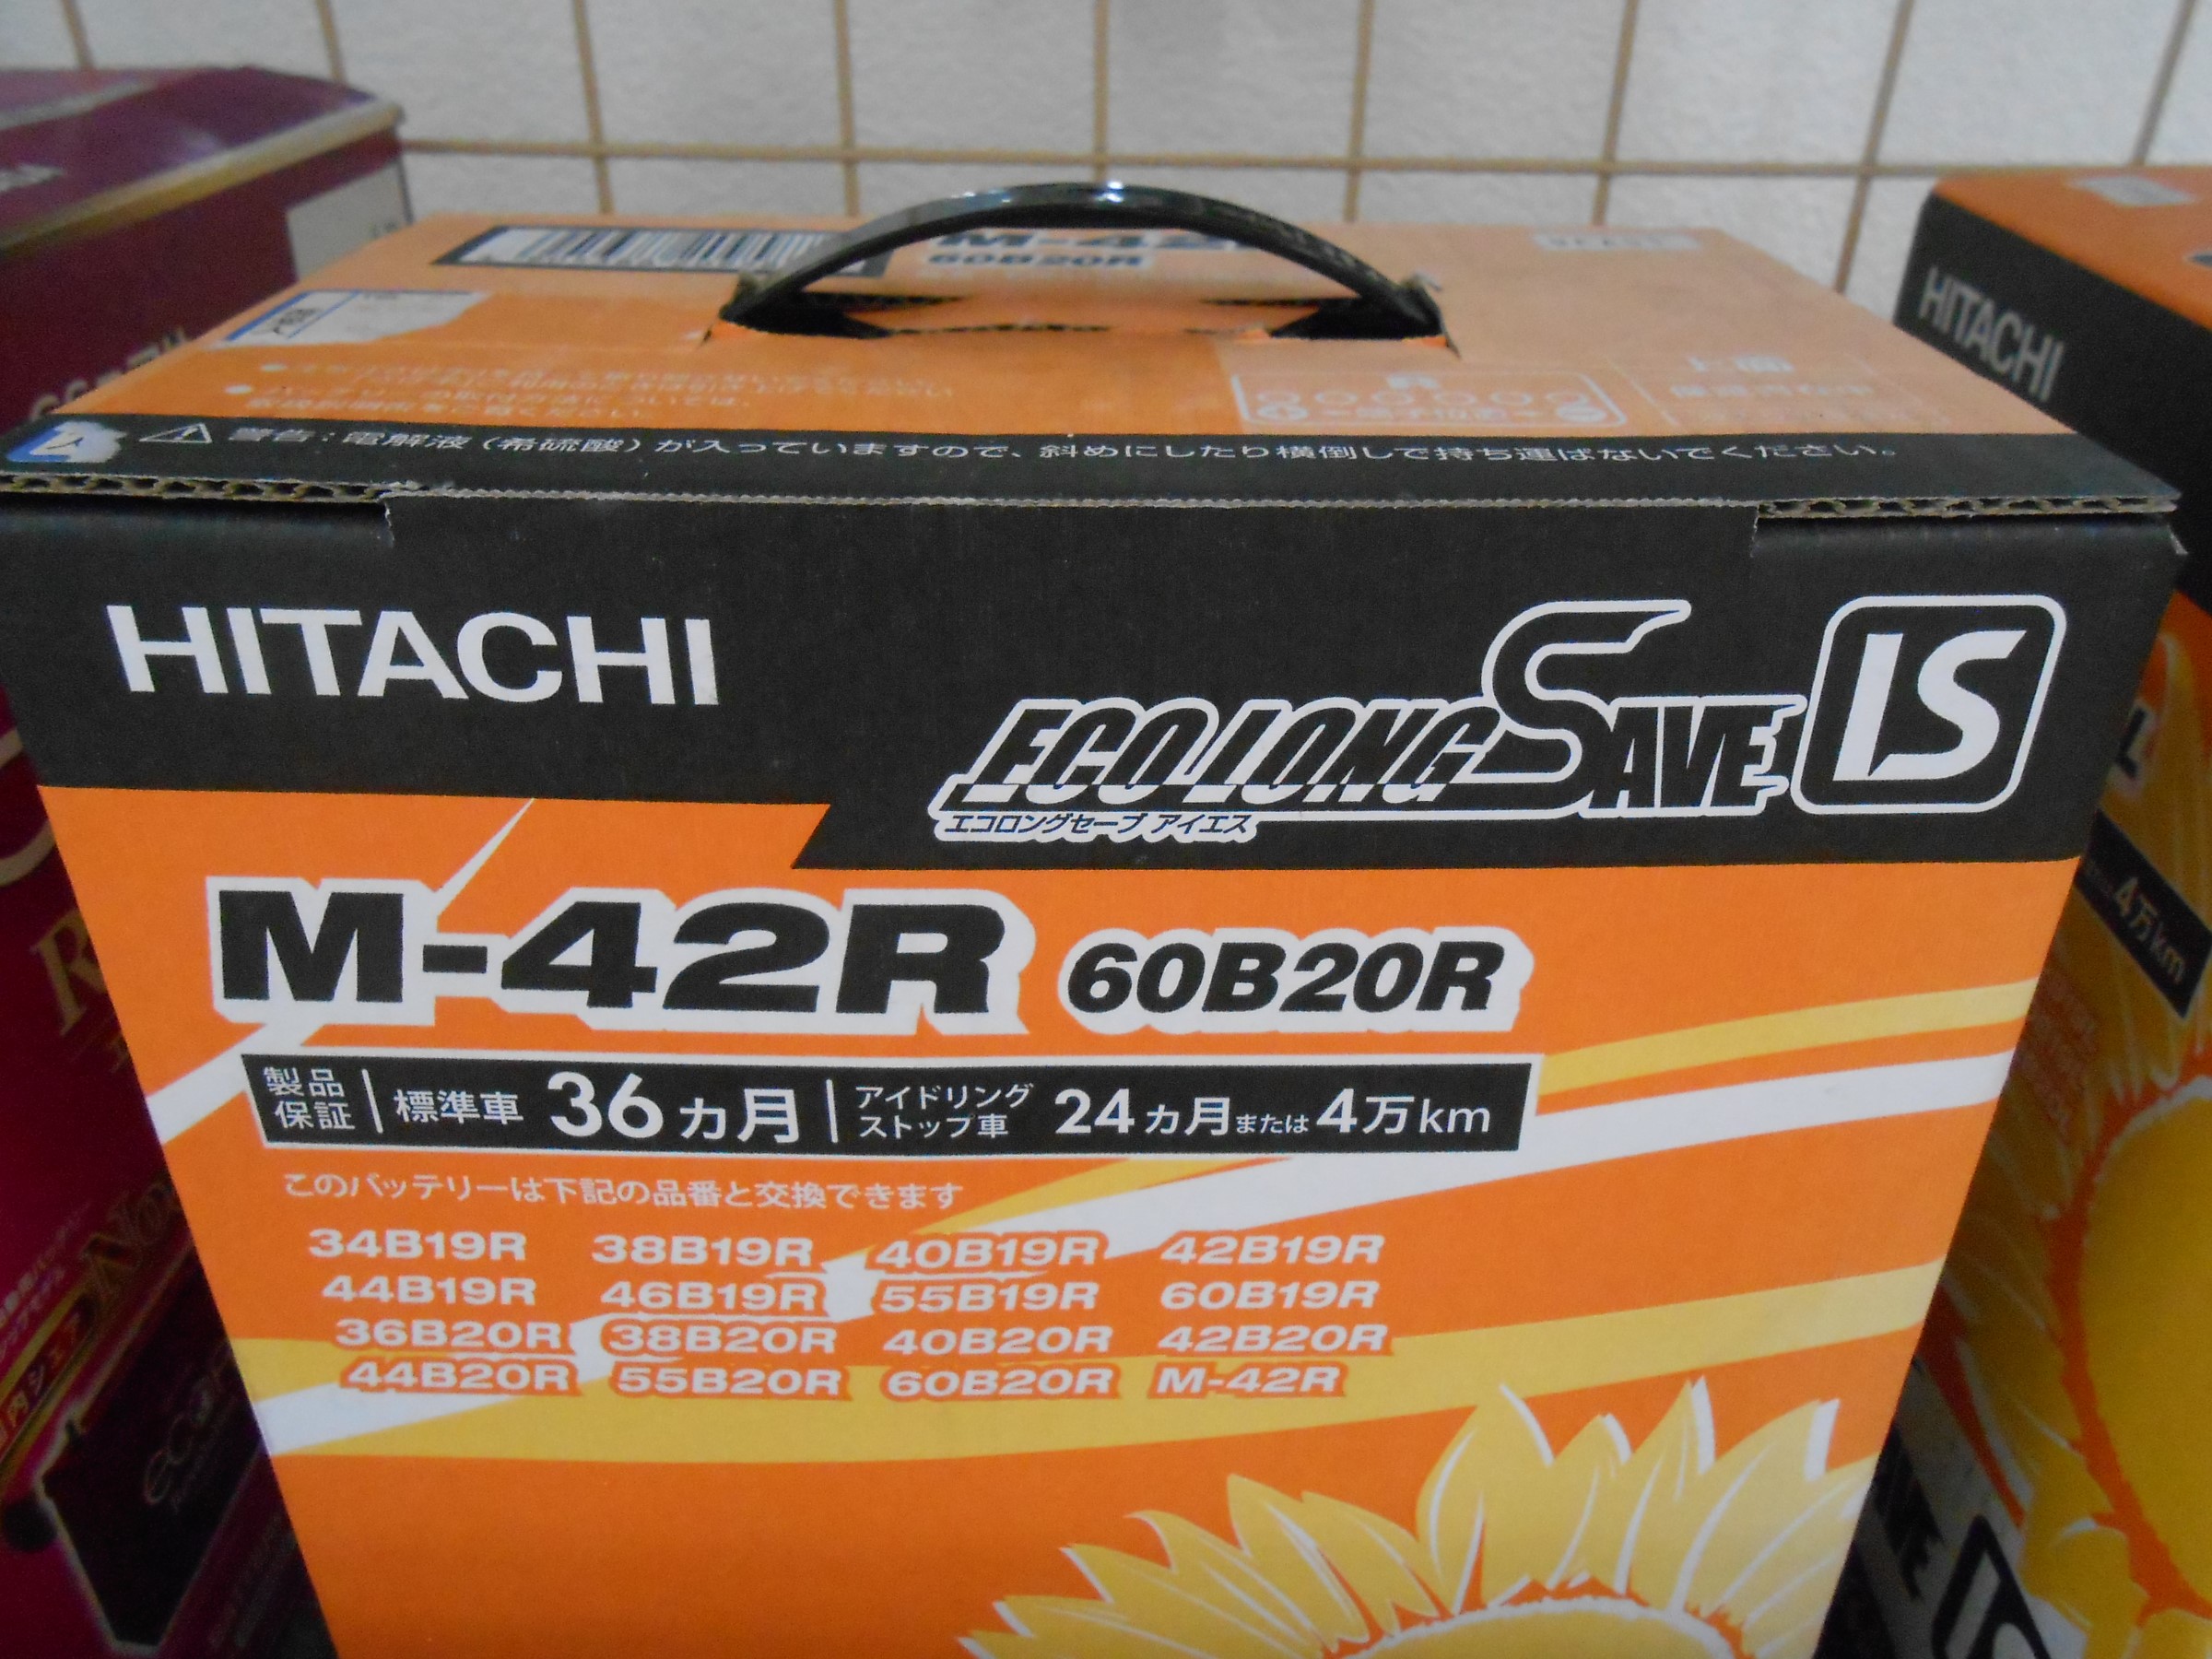 M-42
60B20R
警告：電解液（希硫酸）が入っていますので、斜めにしたり横倒しで持ち運ばないでください。
HITACHI
HITACHI
ECO LONG SAVE IS
エコロングセーブ アイエス
M-42R 60B20R
製品保証 標準車 36カ月 アイドリングストップ車 24カ月または4万km
4万km
このバッテリーは下記の品番と交換できます
34B19R 38B19R 40B19R 42B19R
44B19R 46B19R 55B19R 60B19R
36B20R 38B20R 40B20R 42B20R
44B20R 55B20R 60B20R M-42R